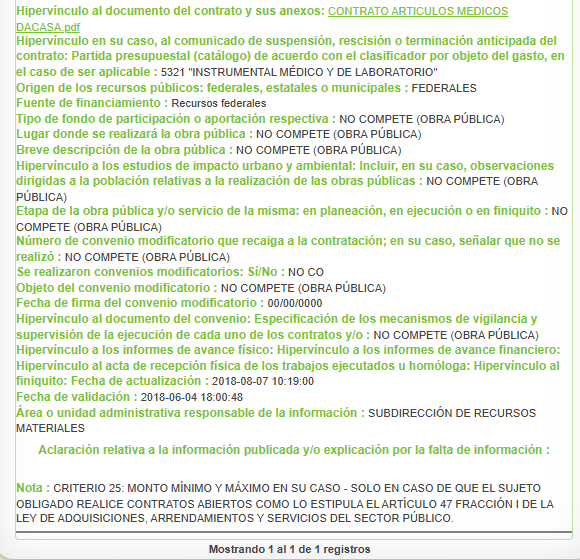 Hipervínculo al documento del contrato y sus anexos: CONTRATO ARTICULOS MEDICOS
DACASA.pdf
Hipervínculo en su caso, al comunicado de suspensión, rescisión o terminación anticipada del
contrato: Partida presupuestal (catálogo) de acuerdo con el clasificador por objeto del gasto, en
el caso de ser aplicable : 5321 "INSTRUMENTAL MÉDICO Y DE LABORATORIO"
Origen de los recursos públicos: federales, estatales o municipales : FEDERALES
Fuente de financiamiento : Recursos federales
Tipo de fondo de participación o aportación respectiva : NO COMPETE (OBRA PÚBLICA)
Lugar donde se realizará la obra pública : NO COMPETE (OBRA PÚBLICA)
Breve descripción de la obra pública : NO COMPETE (OBRA PÚBLICA)
Hipervínculo a los estudios de impacto urbano y ambiental: Incluir, en su caso, observaciones
dirigidas a la población relativas a la realización de las obras públicas : NO COMPETE (OBRA
PÚBLICA)
Etapa de la obra pública y/o servicio de la misma: en planeación, en ejecución o en finiquito : NO
COMPETE (OBRA PÚBLICA)
Número de convenio modificatorio que recaiga a la contratación; en su caso, señalar que no se
realizó : NO COMPETE (OBRA PÚBLICA)
Se realizaron convenios modificatorios: Sí/No : NO CO
Objeto del convenio modificatorio : NO COMPETE (OBRA PÚBLICA)
Fecha de firma del convenio modificatorio : 00/00/0000
Hipervínculo al documento del convenio: Especificación de los mecanismos de vigilancia y
supervisión de la ejecución de cada uno de los contratos y/o : NO COMPETE (OBRA PÚBLICA)
Hipervínculo a los informes de avance físico: Hipervínculo a los informes de avance financiero:
Hipervínculo al acta de recepción física de los trabajos ejecutados u homóloga: Hipervínculo al
finiquito: Fecha de actualización : 2018-08-07 10:19:00
Fecha de validación : 2018-06-04 18:00:48
Área o unidad administrativa responsable de la información : SUBDIRECCIÓN DE RECURSOS
MATERIALES
Aclaración relativa a la información publicada y/o explicación por la falta de información :
Nota : CRITERIO 25: MONTO MÍNIMO Y MÁXIMO EN SU CASO - SOLO EN CASO DE QUE EL SUJETO
OBLIGADO REALICE CONTRATOS ABIERTOS COMO LO ESTIPULA EL ARTÍCULO 47 FRACCIÓN I DE LA
LEY DE ADQUISICIONES, ARRENDAMIENTOS Y SERVICIOS DEL SECTOR PÚBLICO.
Mostrando 1 al 1 de 1 registros